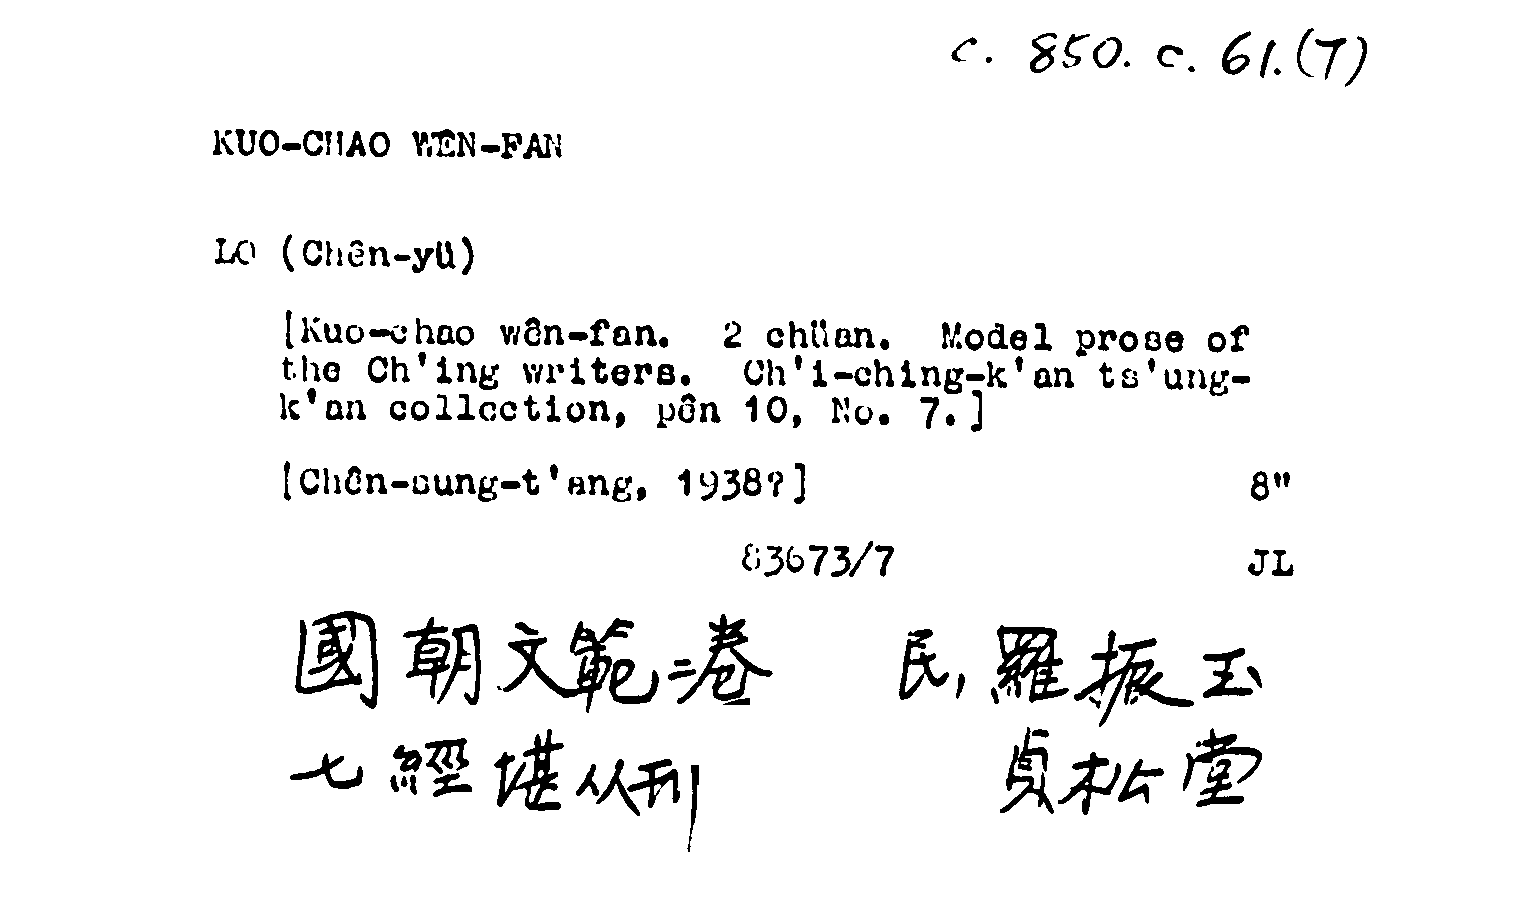 c. 850. c. 61.(7)
KUO-CHAO WÊN-FAN
LO (Chên-yü)
[Kuo-chao wên-fan. 2 chüan. Model prose of
the Ch'ing writers. Ch'i-ching-k'an ts'ung-
k'an collection, pên 10, No. 7.]
[Chên-sung-t'ang, 1938?] 8"
83673/7 JL
國朝文範二卷 民,羅振玉
七經堪丛刊 貞松堂